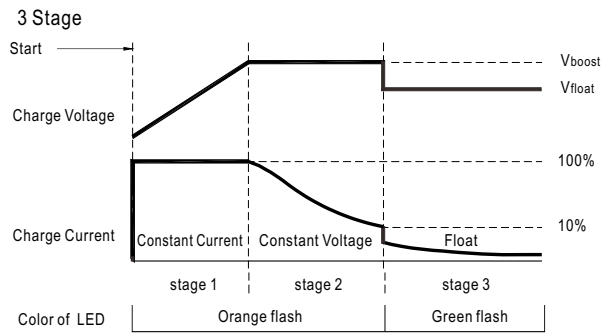 3 Stage
Start
Vboost
Vfloat
Charge Voltage
100%
10%
Charge Current
Constant Current
Constant Voltage
Float
stage 1
stage 2
stage 3
Color of LED
Orange flash
Green flash